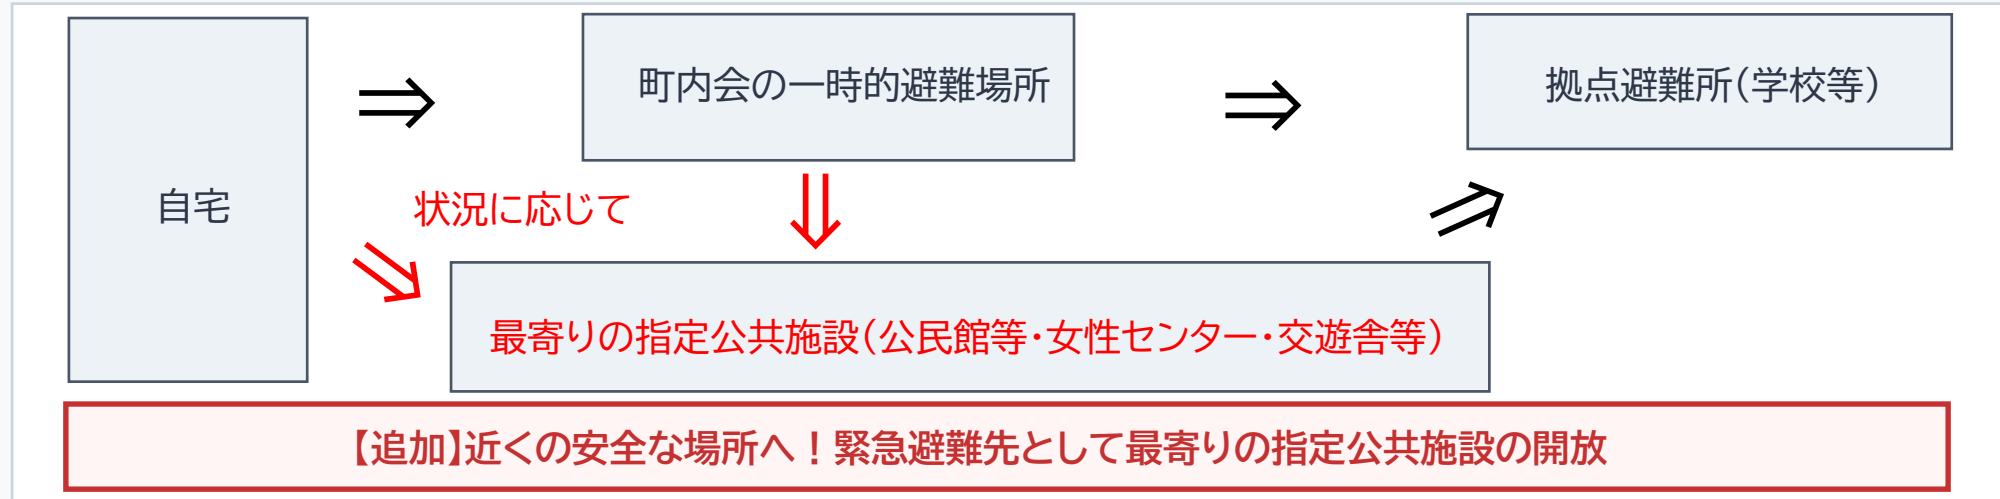 町内会の一時的避難場所
拠点避難所(学校等)
自宅
状況に応じて
最寄りの指定公共施設(公民館等・女性センター・交遊舎等)
【追加】近くの安全な場所へ！緊急避難先として最寄りの指定公共施設の開放